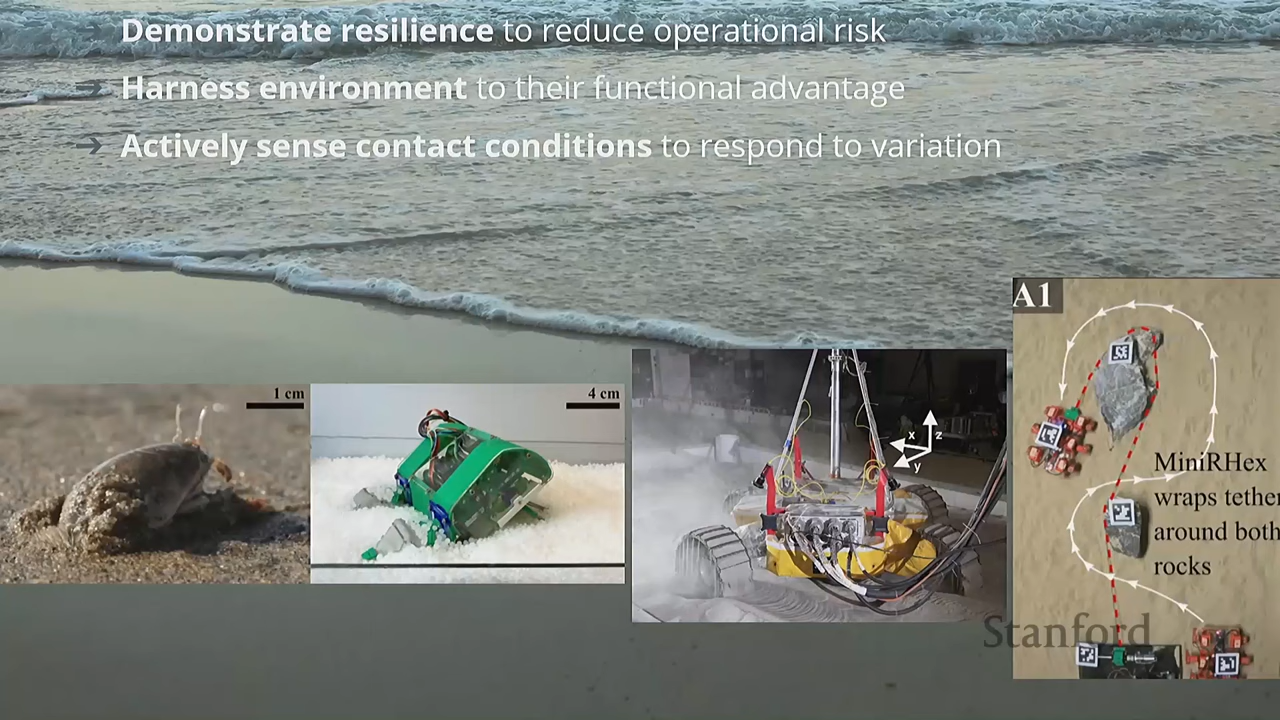 Demonstrate resilience to reduce operational risk
→ Harness environment to their functional advantage
→ Actively sense contact conditions to respond to variation
A1
1 cm
4 cm
x
z
y
MiniRHex
wraps tether
around both
rocks
Stanford